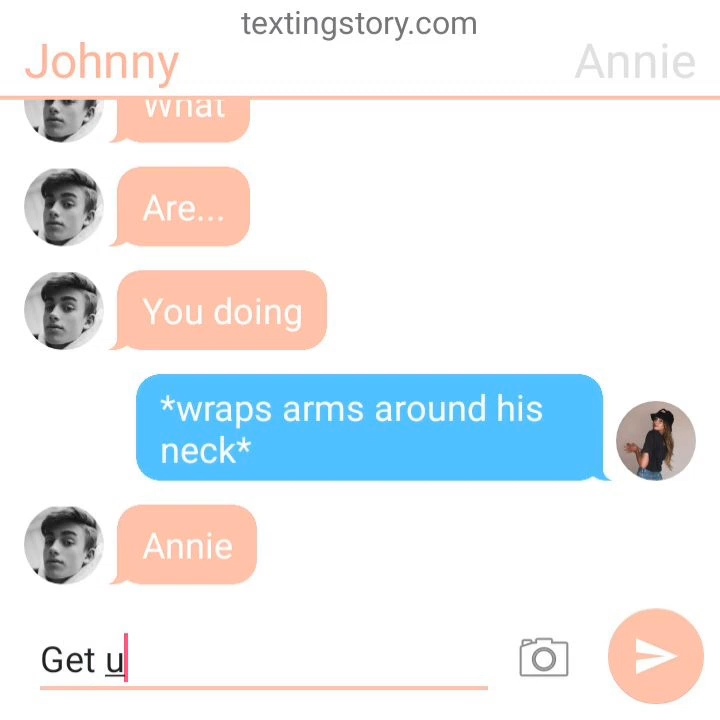 textingstory.com
Johnny
Annie
What
Are...
You doing
*wraps arms around his
neck*
Annie
Get u